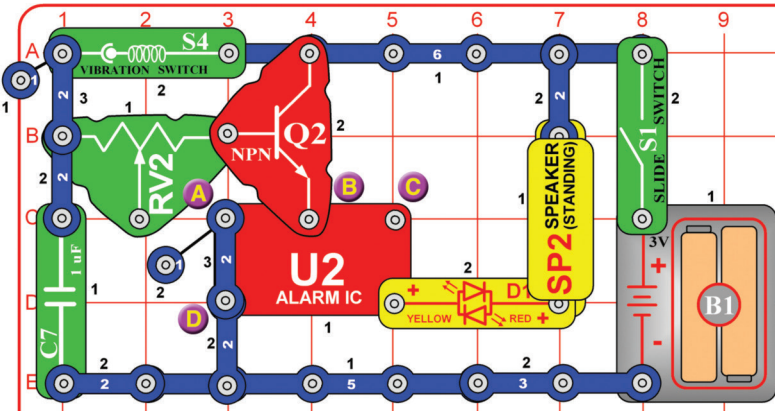 1 2 3 4 5 6 7 8 9
A
S4
VIBRATION SWITCH
1
1
2
3
2
1
6
1
2
2
2
S1
SLIDE SWITCH
B
RV2
NPN
Q2
2
A
B
C
1
SP2
SPEAKER
(STANDING)
1
C
2
2
1 uF
C7
1
1
2
3
2
U2
ALARM IC
1
D
D
2
2
2
+
D1
YELLOW
RED +
3V
+
-
B1
E
2
2
1
5
2
3